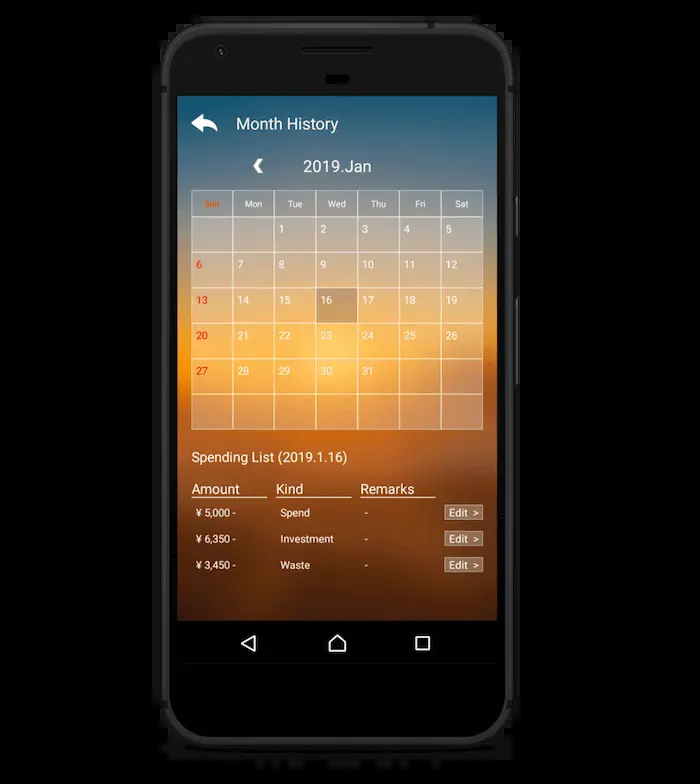 Month History
2019.Jan
Sun Mon Tue Wed Thu Fri Sat
1 2 3 4 5
6 7 8 9 10 11 12
13 14 15 16 17 18 19
20 21 22 23 24 25 26
27 28 29 30 31
Spending List (2019.1.16)
Amount Kind Remarks
¥ 5,000 - Spend - Edit >
¥ 6,350 - Investment - Edit >
¥ 3,450 - Waste - Edit >